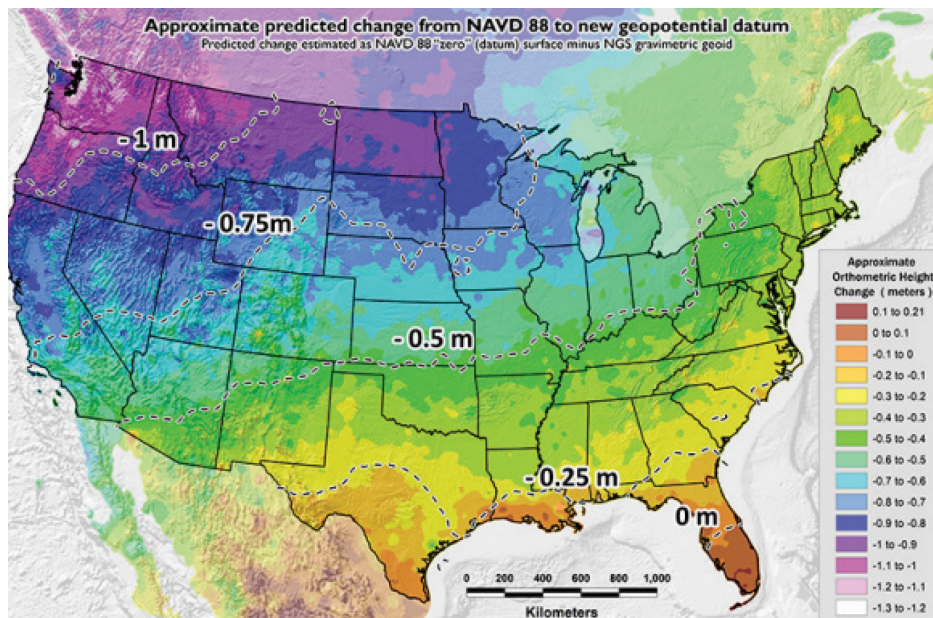 Approximate predicted change from NAVD 88 to new geopotential datum
Predicted change estimated as NAVD 88 "zero" (datum) surface minus NGS gravimetric geoid
- 1 m
- 0.75m
- 0.5 m
- 0.25 m
0 m
Approximate
Orthometric Height
Change ( meters )
0.1 to 0.21
0 to 0.1
-0.1 to 0
-0.2 to -0.1
-0.3 to -0.2
-0.4 to -0.3
-0.5 to -0.4
-0.6 to -0.5
-0.7 to -0.6
-0.8 to -0.7
-0.9 to -0.8
-1 to -0.9
-1.1 to -1
-1.2 to -1.1
-1.3 to -1.2
0 200 400 600 800 1,000
Kilometers